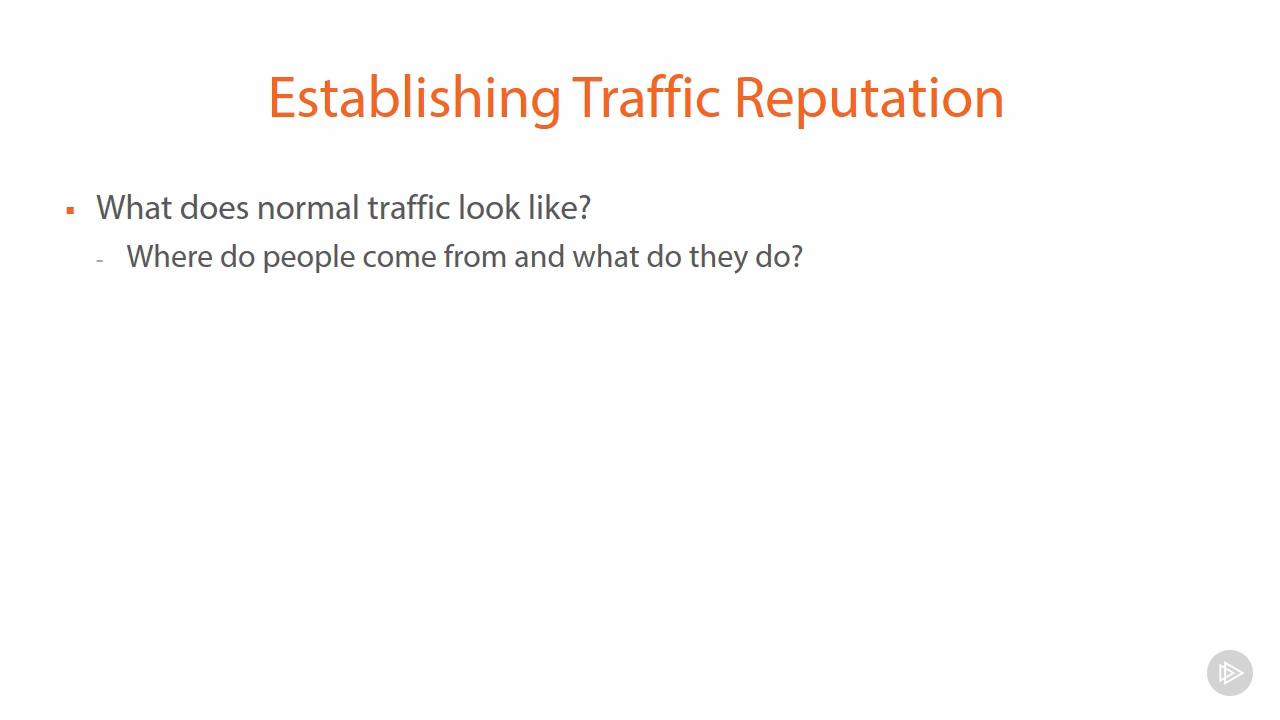 Establishing Traffic Reputation
▪ What does normal traffic look like?
- Where do people come from and what do they do?